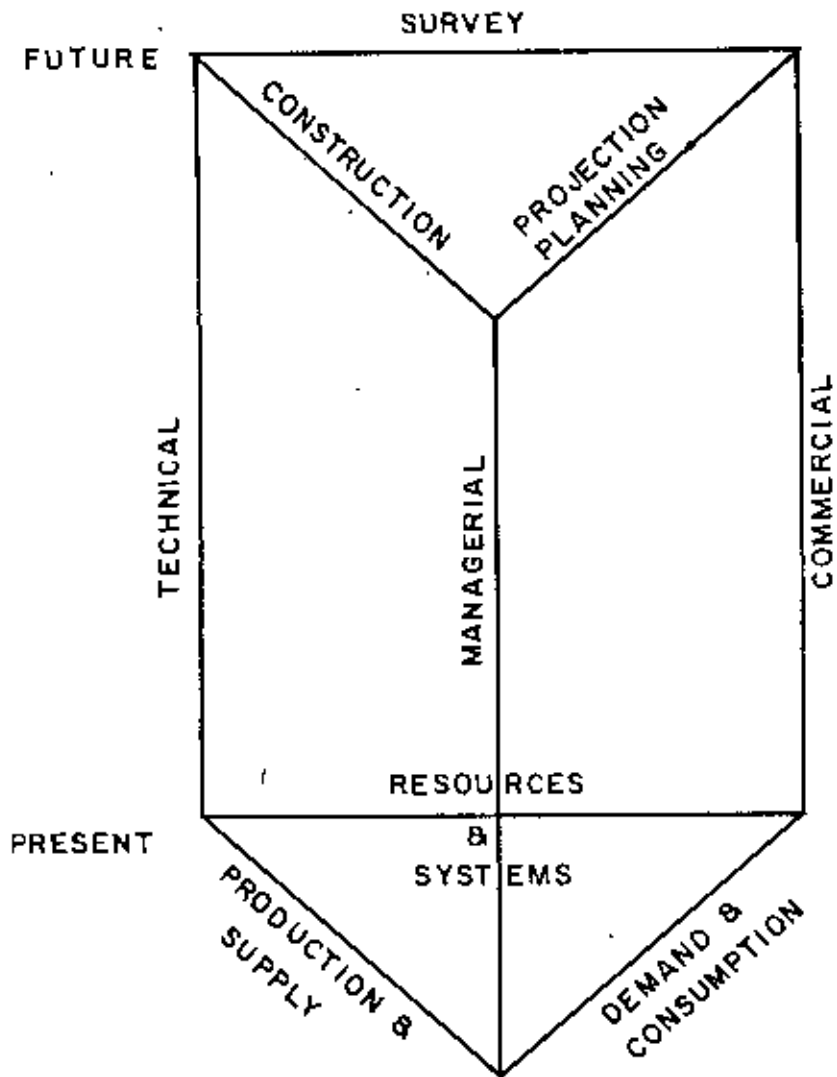 SURVEY
FUTURE
CONSTRUCTION
PROJECTION
PLANNING
TECHNICAL
MANAGERIAL
COMMERCIAL
RESOURCES
PRESENT
&
SYSTEMS
PRODUCTION &
SUPPLY
DEMAND &
CONSUMPTION